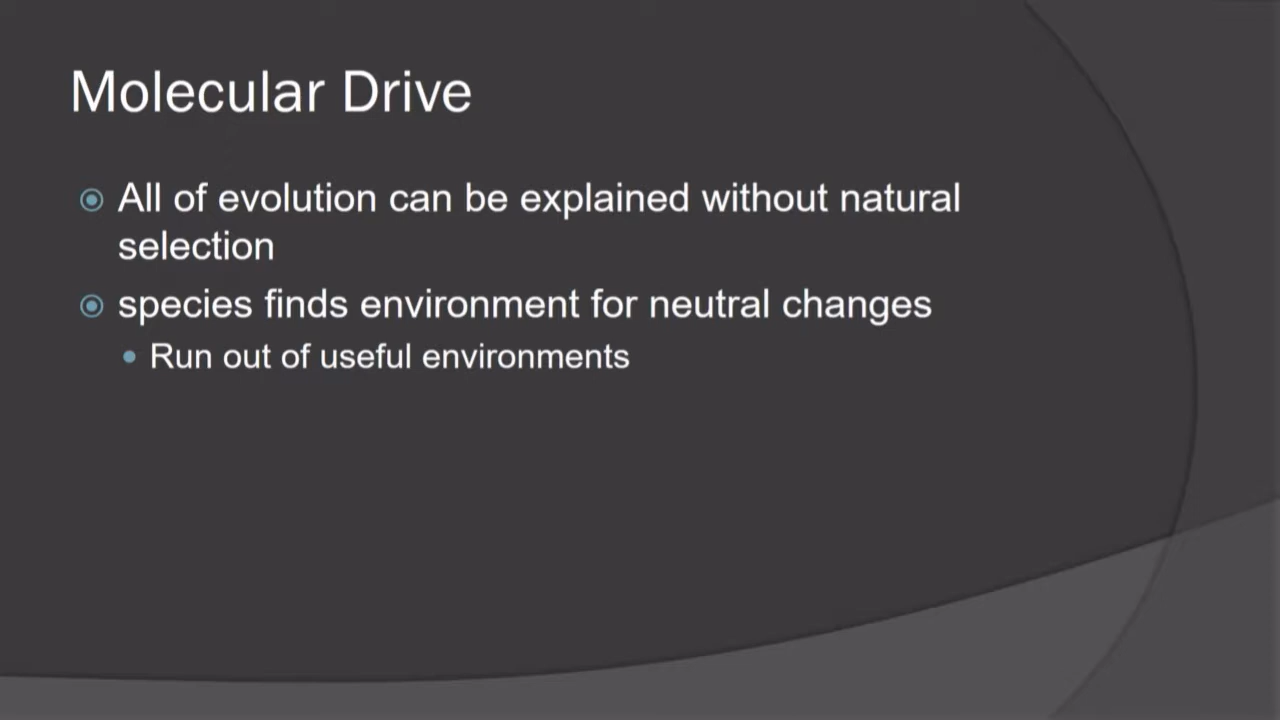 Molecular Drive
All of evolution can be explained without natural
selection
species finds environment for neutral changes
Run out of useful environments